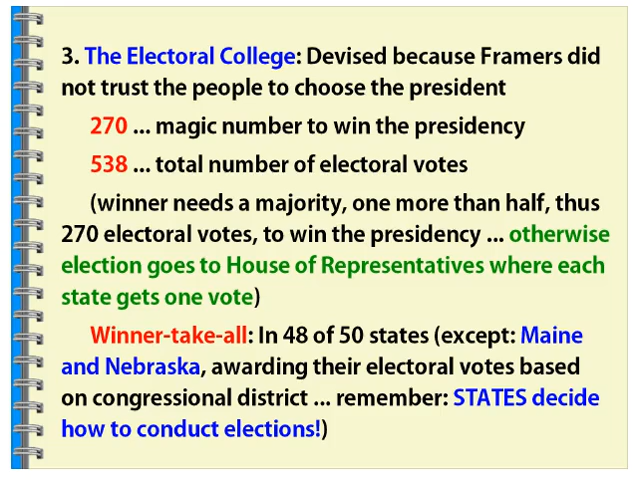 3. The Electoral College: Devised because Framers did
not trust the people to choose the president
270 ... magic number to win the presidency
538 ... total number of electoral votes
(winner needs a majority, one more than half, thus
270 electoral votes, to win the presidency ... otherwise
election goes to House of Representatives where each
state gets one vote)
Winner-take-all: In 48 of 50 states (except: Maine
and Nebraska, awarding their electoral votes based
on congressional district ... remember: STATES decide
how to conduct elections!)